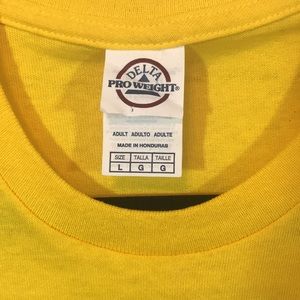 DELTA
PRO WEIGHT®
ADULT ADULTO ADULTE
MADE IN HONDURAS
SIZE TALLA TAILLE
L G G